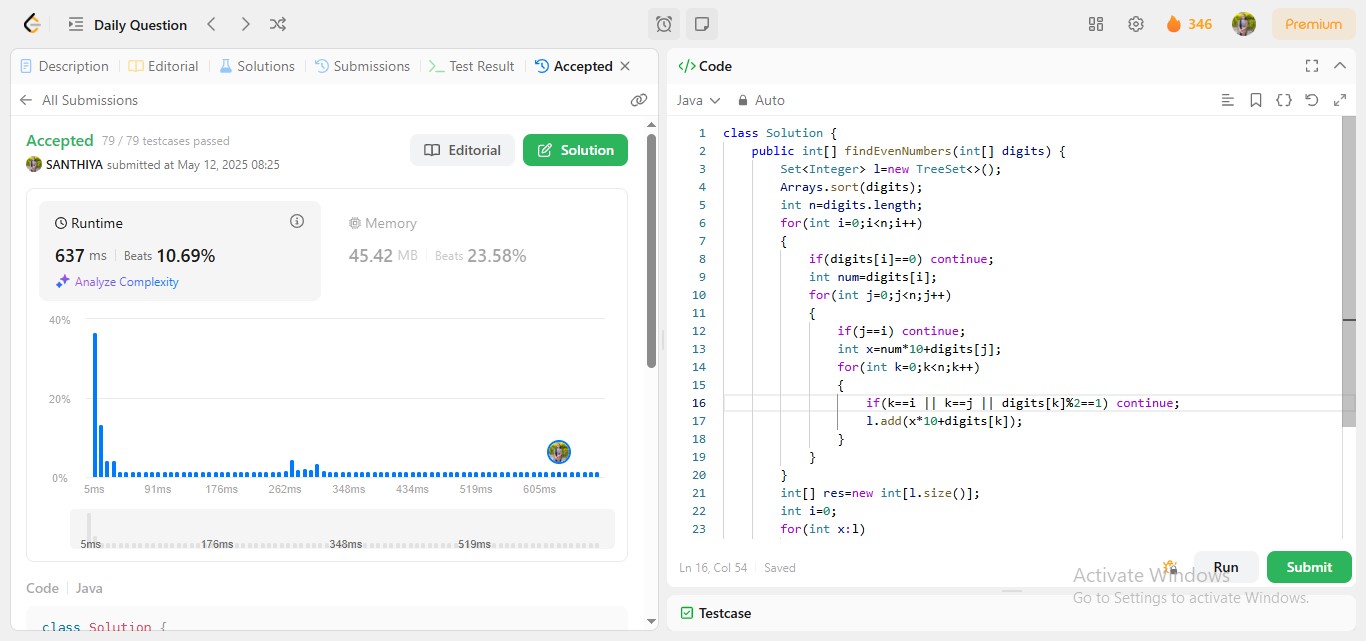 Daily Question
346
Premium
Description
Editorial
Solutions
Submissions
Test Result
Accepted
All Submissions
Accepted 79 / 79 testcases passed
SANTHIYA submitted at May 12, 2025 08:25
Editorial
Solution
Runtime
637 ms Beats 10.69%
Analyze Complexity
Memory
45.42 MB Beats 23.58%
40%
20%
0%
5ms 91ms 176ms 262ms 348ms 434ms 519ms 605ms
5ms 176ms 348ms 519ms
Code Java
class Solution {
</> Code
Java Auto
1 class Solution {
2 public int[] findEvenNumbers(int[] digits) {
3 Set<Integer> l=new TreeSet<>();
4 Arrays.sort(digits);
5 int n=digits.length;
6 for(int i=0;i<n;i++)
7 {
8 if(digits[i]==0) continue;
9 int num=digits[i];
10 for(int j=0;j<n;j++)
11 {
12 if(j==i) continue;
13 int x=num*10+digits[j];
14 for(int k=0;k<n;k++)
15 {
16 if(k==i || k==j || digits[k]%2==1) continue;
17 l.add(x*10+digits[k]);
18 }
19 }
20 }
21 int[] res=new int[l.size()];
22 int i=0;
23 for(int x:l)
Ln 16, Col 54 Saved
Run
Submit
Activate Windows
Go to Settings to activate Windows.
Testcase